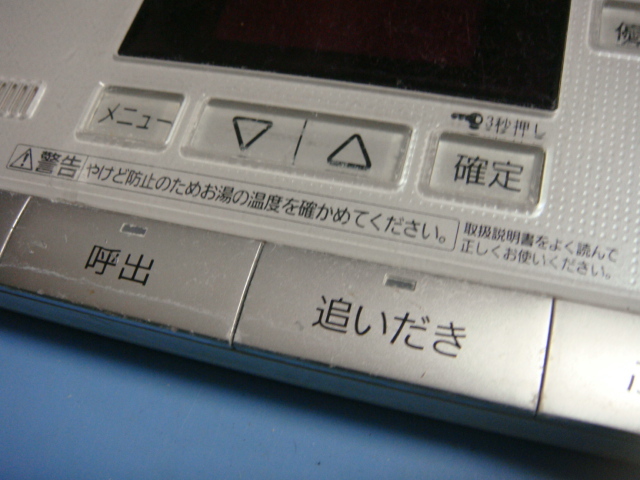 メニュー
3秒押し
確定
警告 やけど防止のためお湯の温度を確かめてください。
取扱説明書をよく読んで
正しくお使いください。
呼出
追いだき